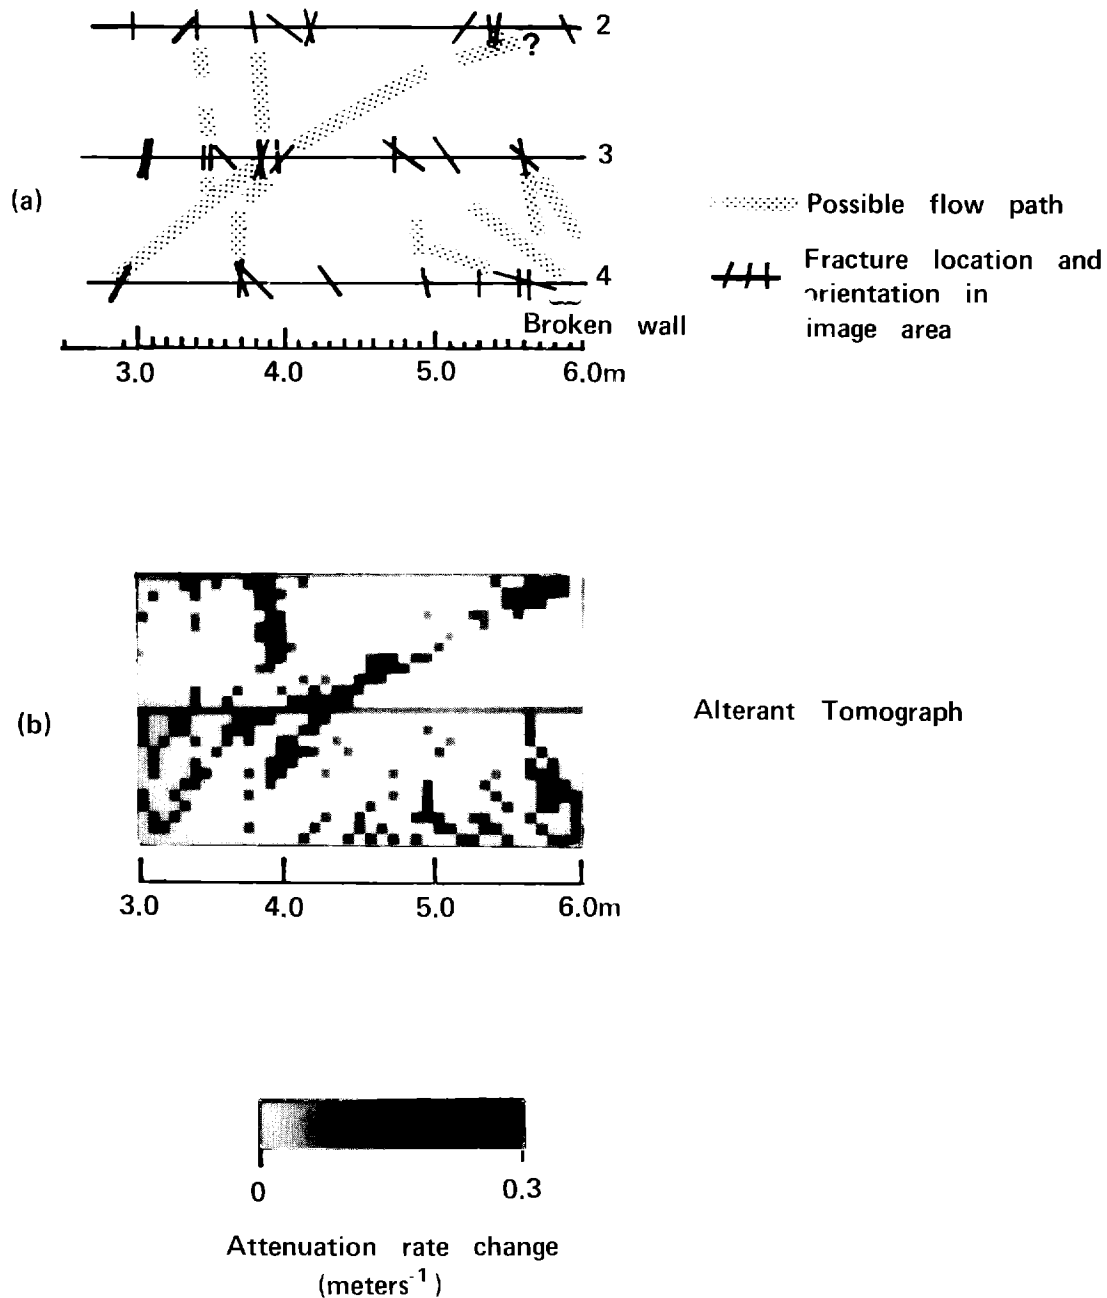 2
?
3
(a)
4
Broken wall
3.0 4.0 5.0 6.0m
Possible flow path
Fracture location and
orientation in
image area
(b)
Alterant Tomograph
3.0 4.0 5.0 6.0m
0 0.3
Attenuation rate change
(meters-1)